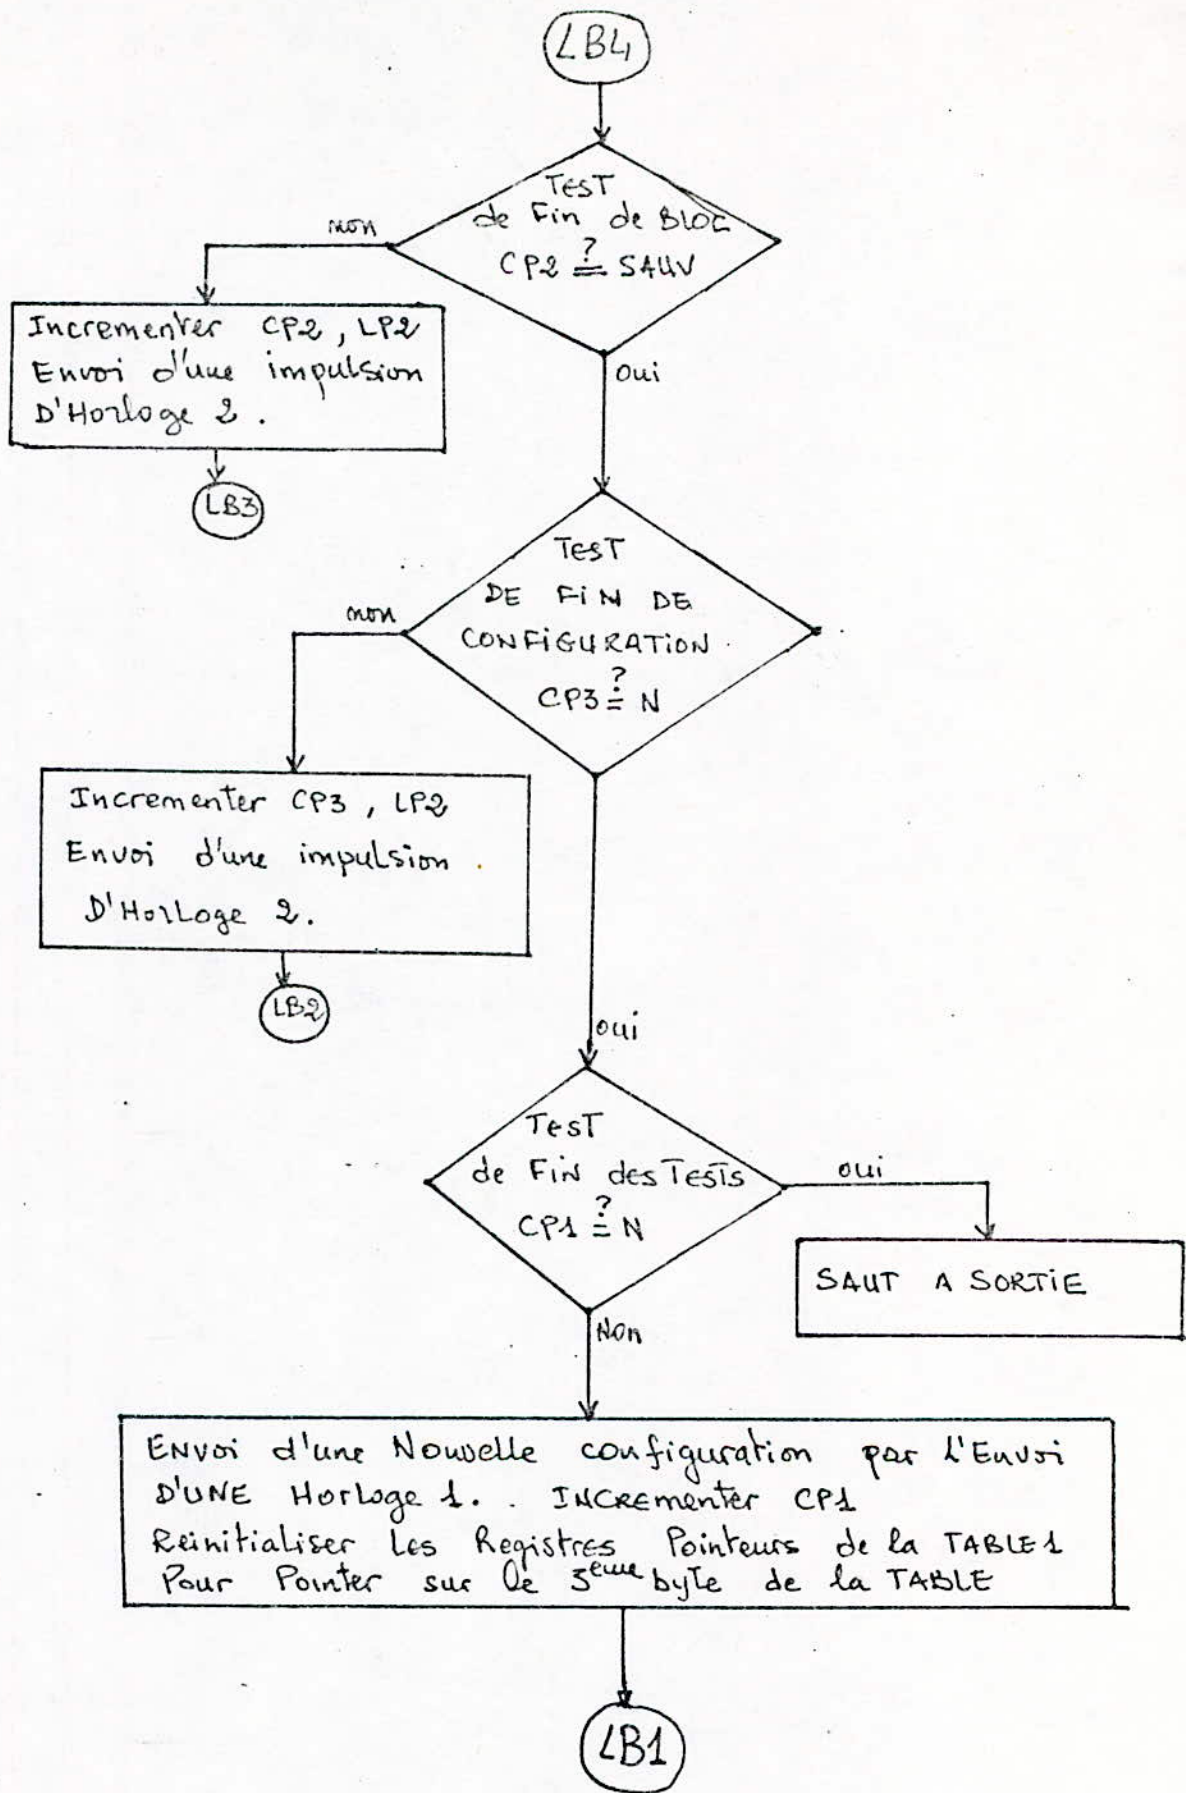 LB4
TesT
de Fin de BLOC
CP2 ?= SAUV
non
oui
Incrementer CP2, LP2
Envoi d'une impulsion
D'Horloge 2.
LB3
TesT
DE FiN DE
CONFiGURATION
CP3 ?= N
non
oui
Incrementer CP3, LP2
Envoi d'une impulsion
D'HorLoge 2.
LB2
TesT
de FiN des TesTs
CP1 ?= N
oui
SAUT A SORTiE
Non
ENVoi d'une Nouvelle configuration par L'Envoi
D'UNE Horloge 1. . INCREmenter CP1
Reinitialiser Les Registres Pointeurs de la TABLE 1
Pour Pointer sur le 3eme byTe de la TABLE
LB1